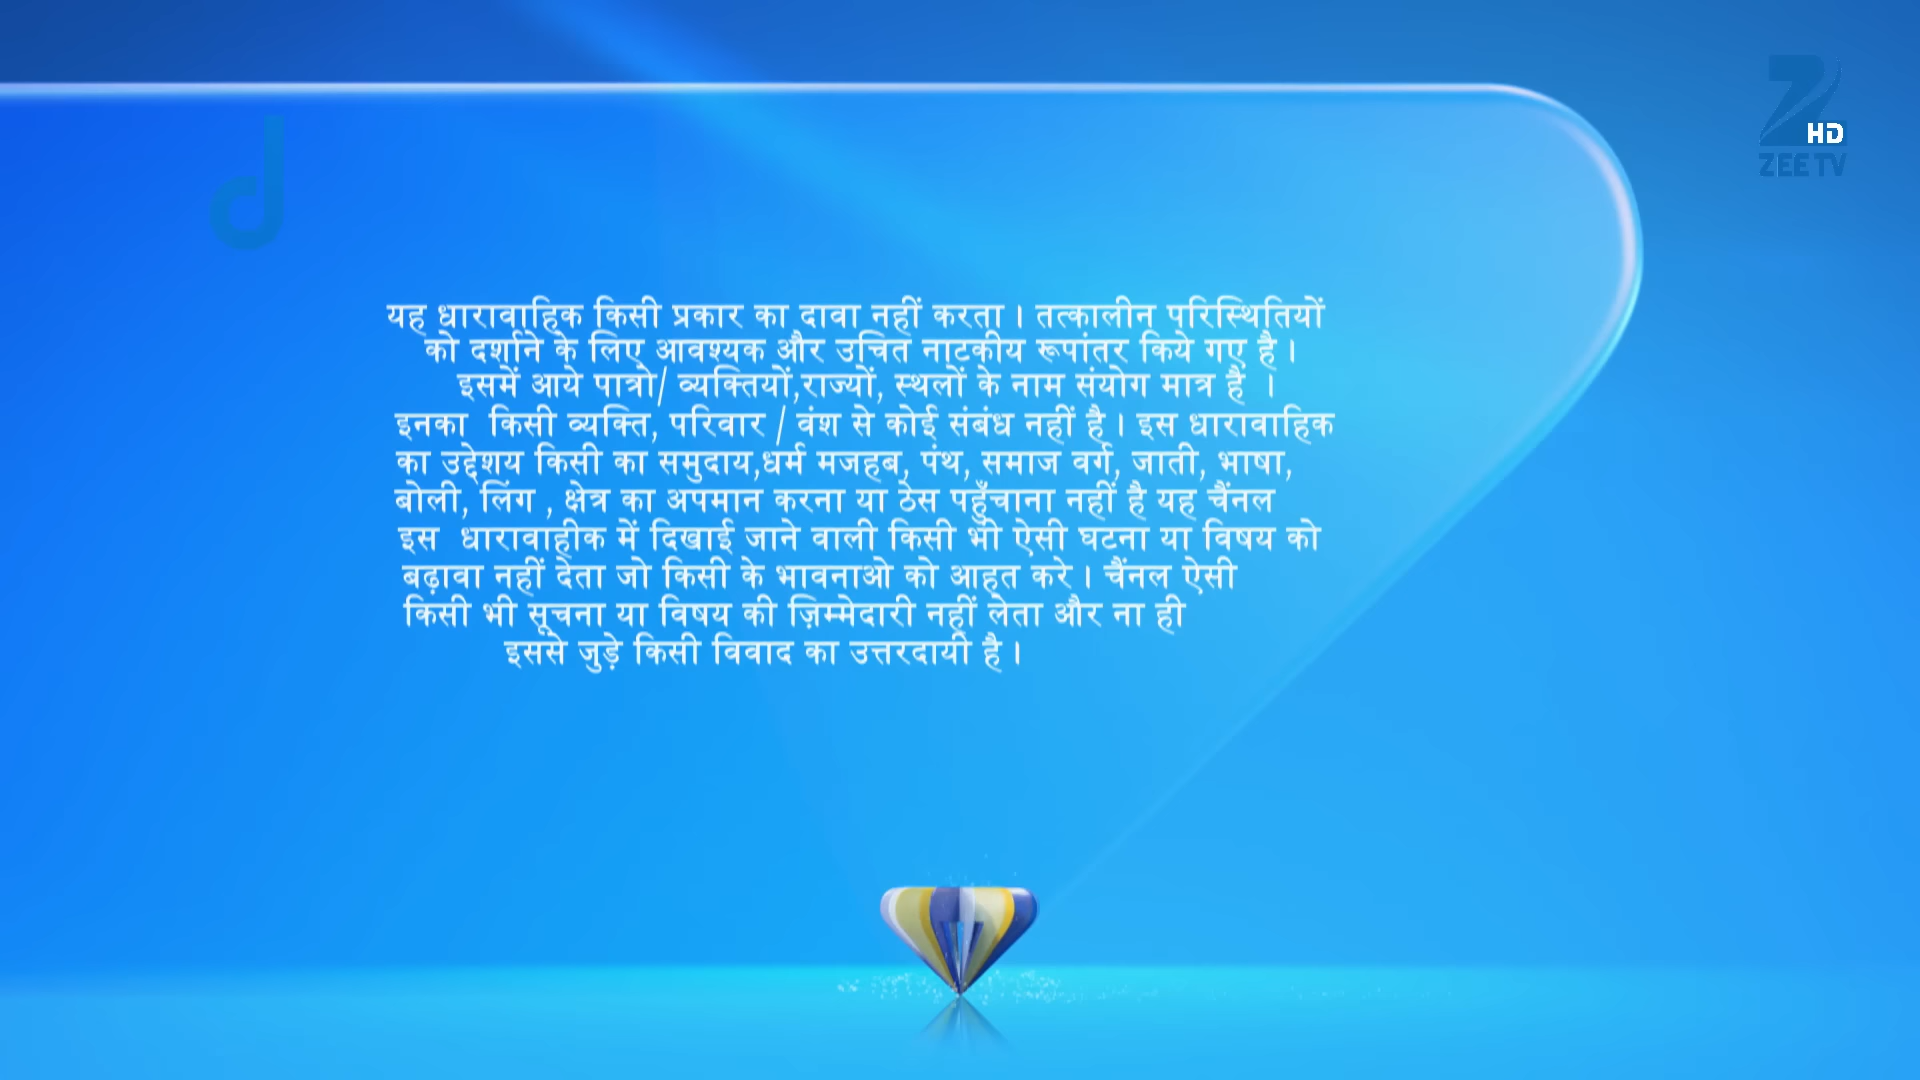 HD
ZEE TV
d
यह धारावाहिक किसी प्रकार का दावा नहीं करता । तत्कालीन परिस्थितियों
को दर्शाने के लिए आवश्यक और उचित नाटकीय रूपांतर किये गए है ।
इसमें आये पात्रो/ व्यक्तियों,राज्यों, स्थलों के नाम संयोग मात्र हैं ।
इनका किसी व्यक्ति, परिवार / वंश से कोई संबंध नहीं है । इस धारावाहिक
का उद्देशय किसी का समुदाय,धर्म मजहब, पंथ, समाज वर्ग, जाती, भाषा,
बोली, लिंग , क्षेत्र का अपमान करना या ठेस पहुँचाना नहीं है यह चैंनल
इस धारावाहीक में दिखाई जाने वाली किसी भी ऐसी घटना या विषय को
बढ़ावा नहीं देता जो किसी के भावनाओ को आहत करे । चैंनल ऐसी
किसी भी सूचना या विषय की ज़िम्मेदारी नहीं लेता और ना ही
इससे जुड़े किसी विवाद का उत्तरदायी है ।